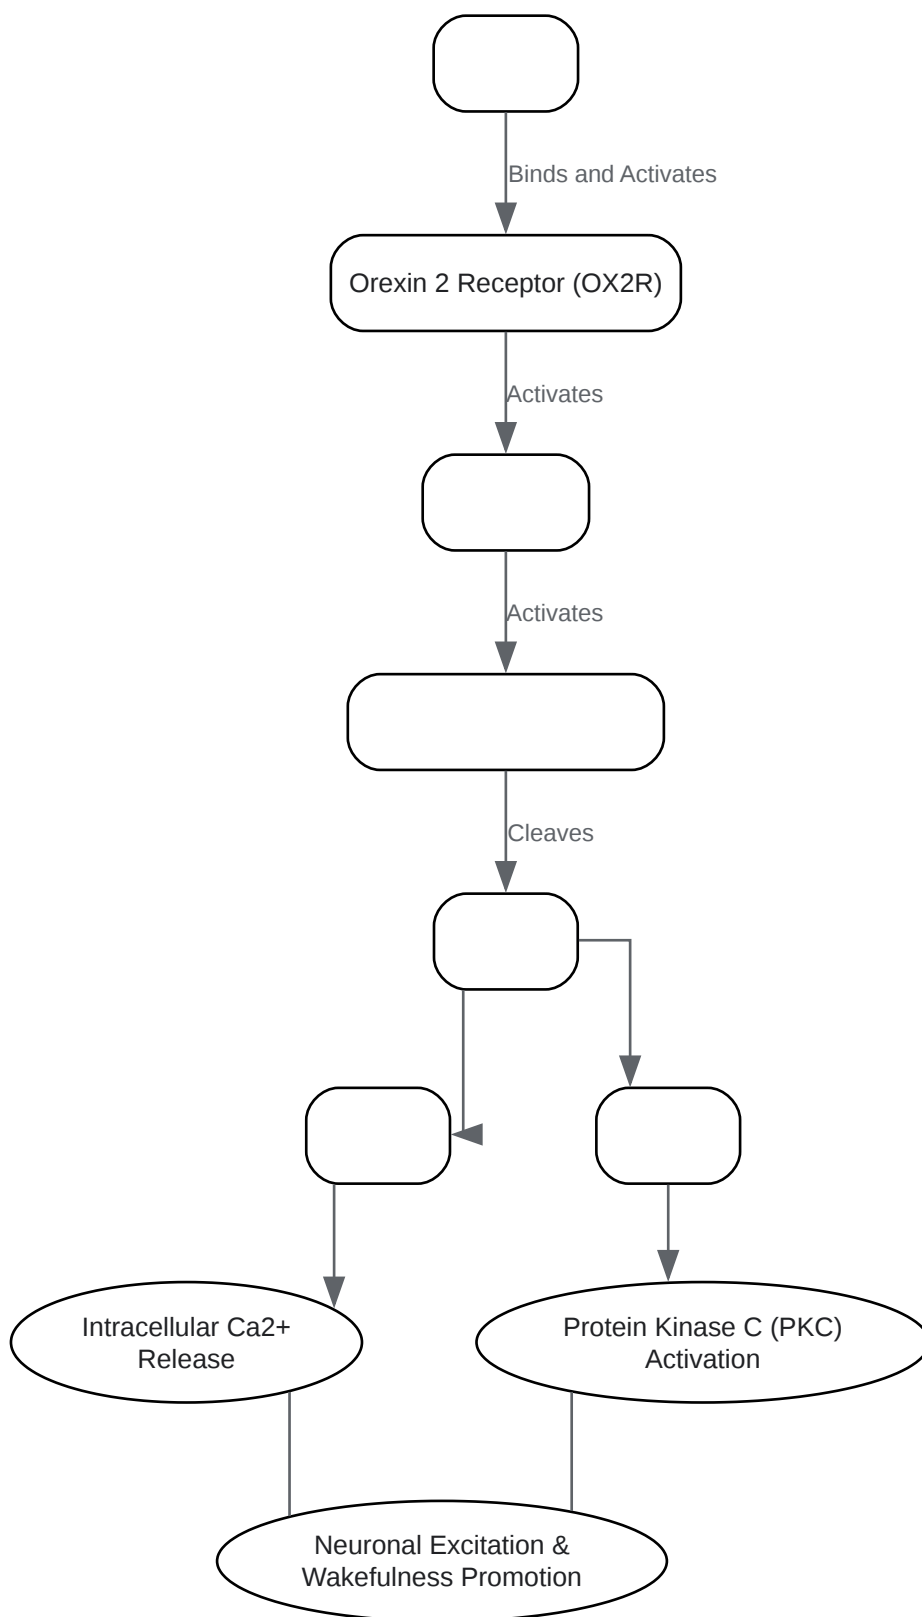 Binds and Activates
Orexin 2 Receptor (OX2R)
Activates
Activates
Cleaves
Intracellular Ca2+
Release
Protein Kinase C (PKC)
Activation
Neuronal Excitation &
Wakefulness Promotion